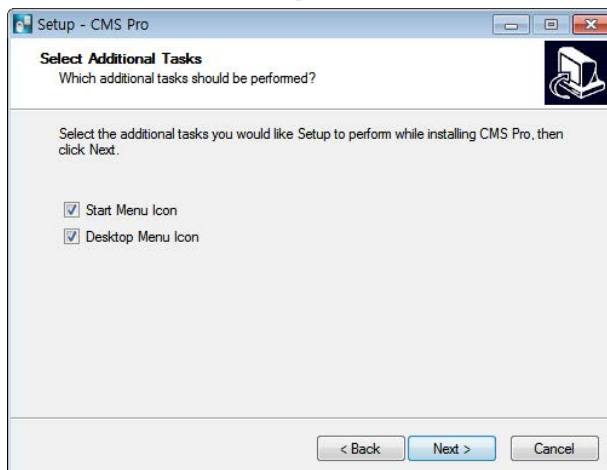 Setup - CMS Pro
Select Additional Tasks
Which additional tasks should be performed?
Select the additional tasks you would like Setup to perform while installing CMS Pro, then
click Next.
Start Menu Icon
Desktop Menu Icon
< Back
Next >
Cancel